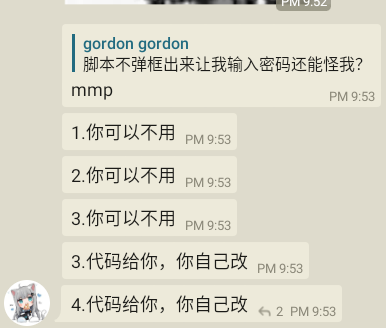 PM 9:52
gordon gordon
脚本不弹框出来让我输入密码还能怪我？
mmp
PM 9:53
1.你可以不用 PM 9:53
2.你可以不用 PM 9:53
3.你可以不用 PM 9:53
3.代码给你，你自己改 PM 9:53
4.代码给你，你自己改 2 PM 9:53